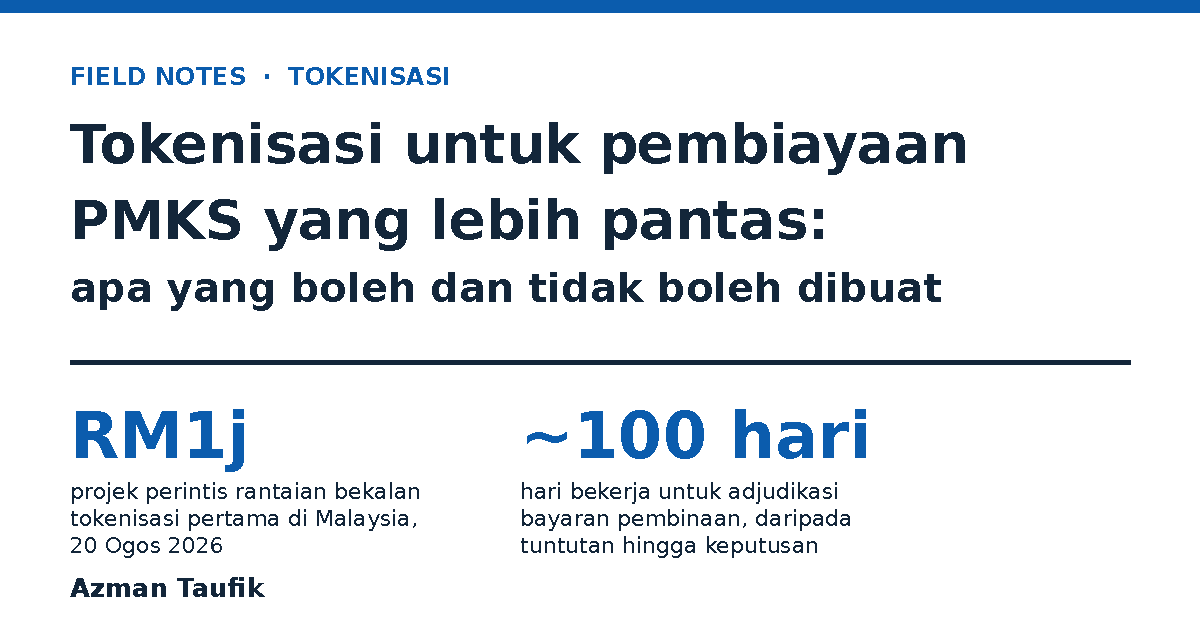 FIELD NOTES · TOKENISASI
Tokenisasi untuk pembiayaan
PMKS yang lebih pantas:
apa yang boleh dan tidak boleh dibuat
RM1j
projek perintis rantaian bekalan
tokenisasi pertama di Malaysia,
20 Ogos 2026
~100 hari
hari bekerja untuk adjudikasi
bayaran pembinaan, daripada
tuntutan hingga keputusan
Azman Taufik